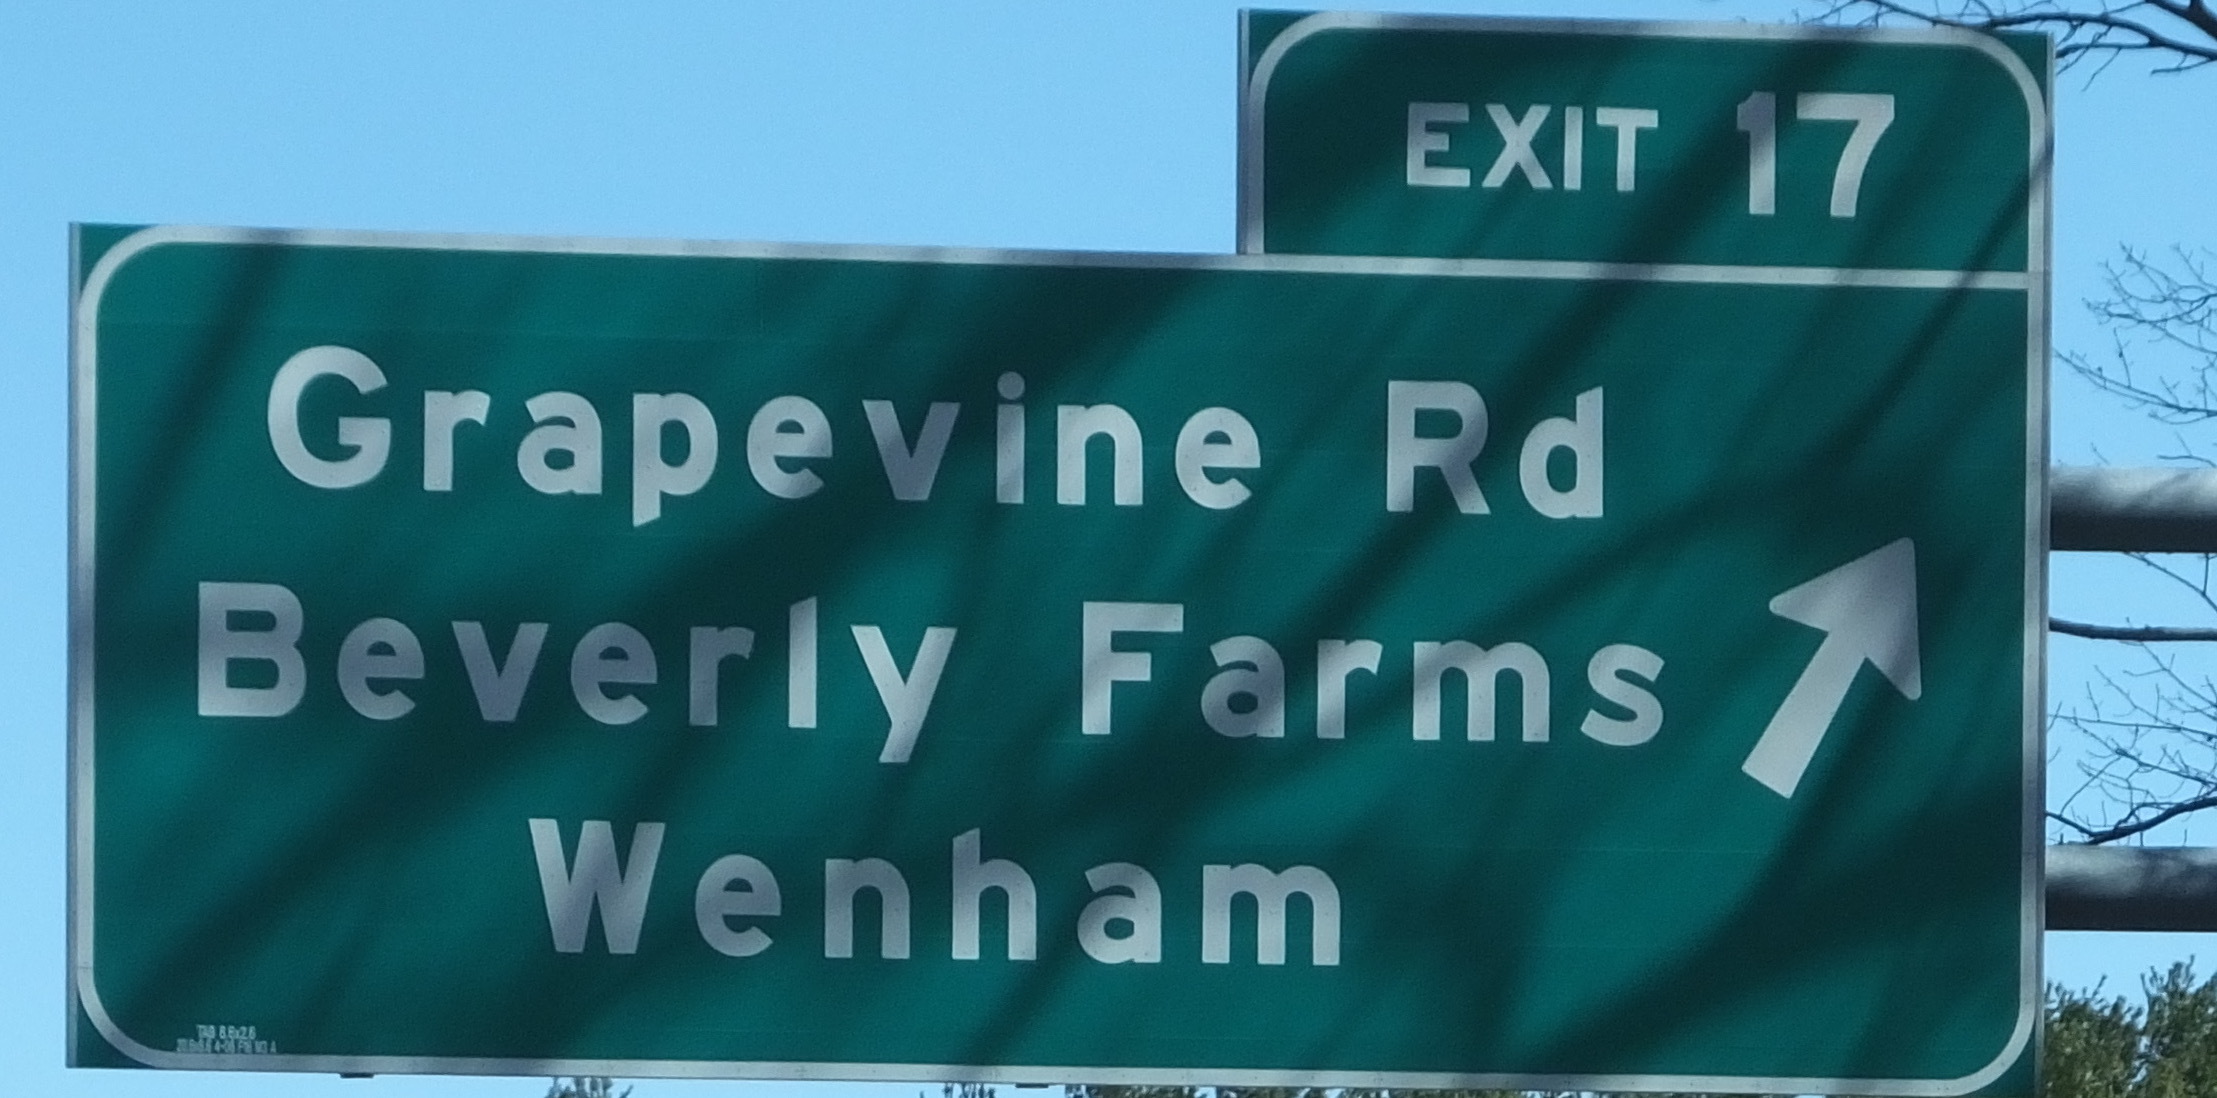 EXIT 17
Grapevine Rd
Beverly Farms
Wenham